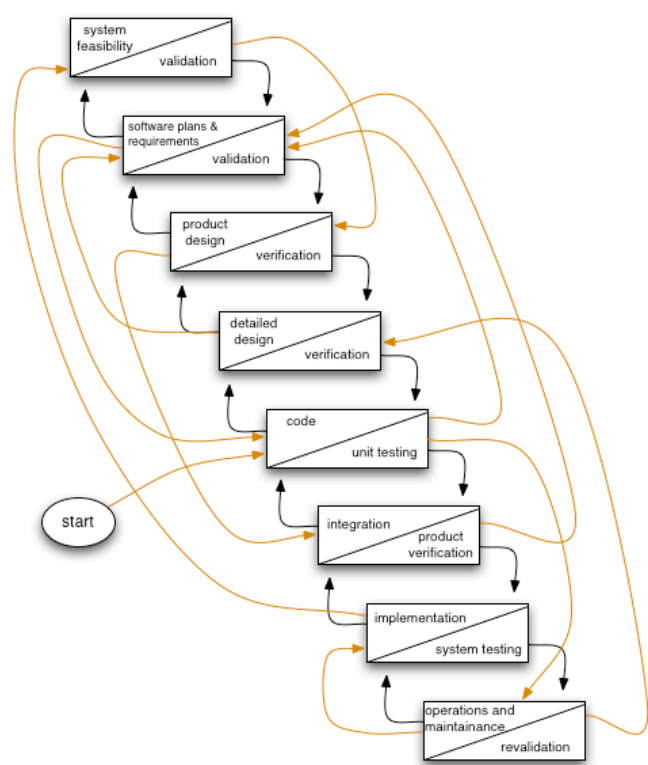 system
feasibility
validation
software plans &
requirements
validation
product
design
verification
detailed
design
verification
code
unit testing
start
integration
product
verification
implementation
system testing
operations and
maintainance
revalidation